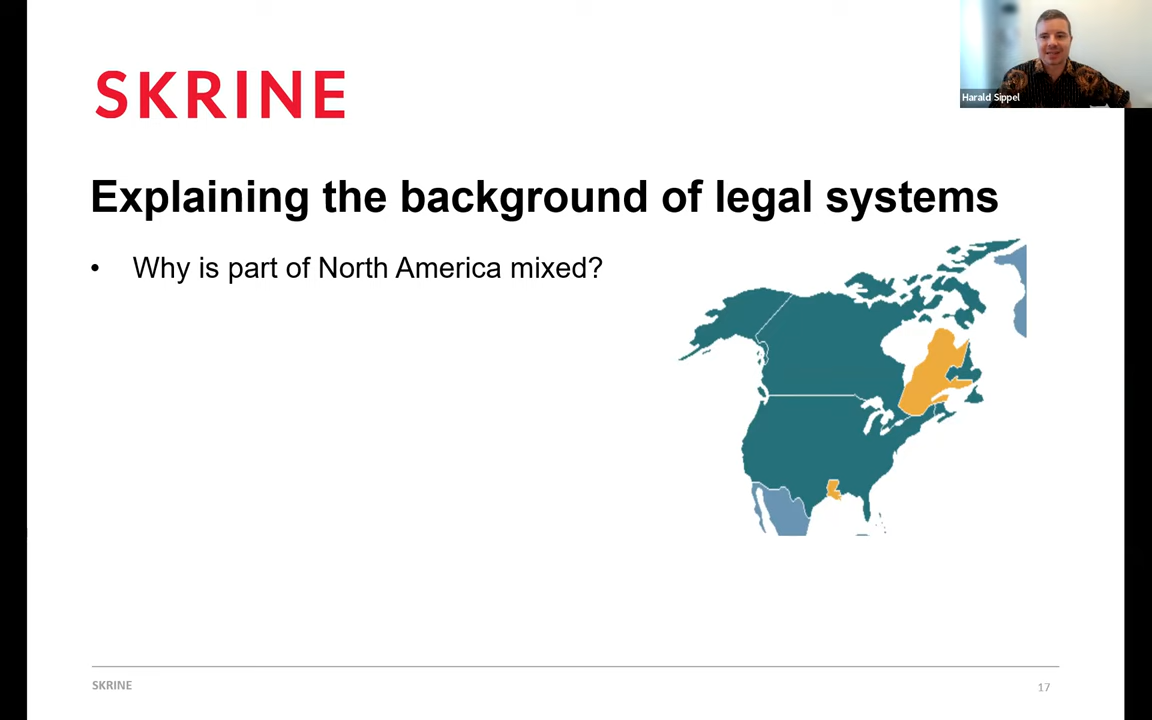 Harald Sippel
SKRINE
Explaining the background of legal systems
• Why is part of North America mixed?
SKRINE
17